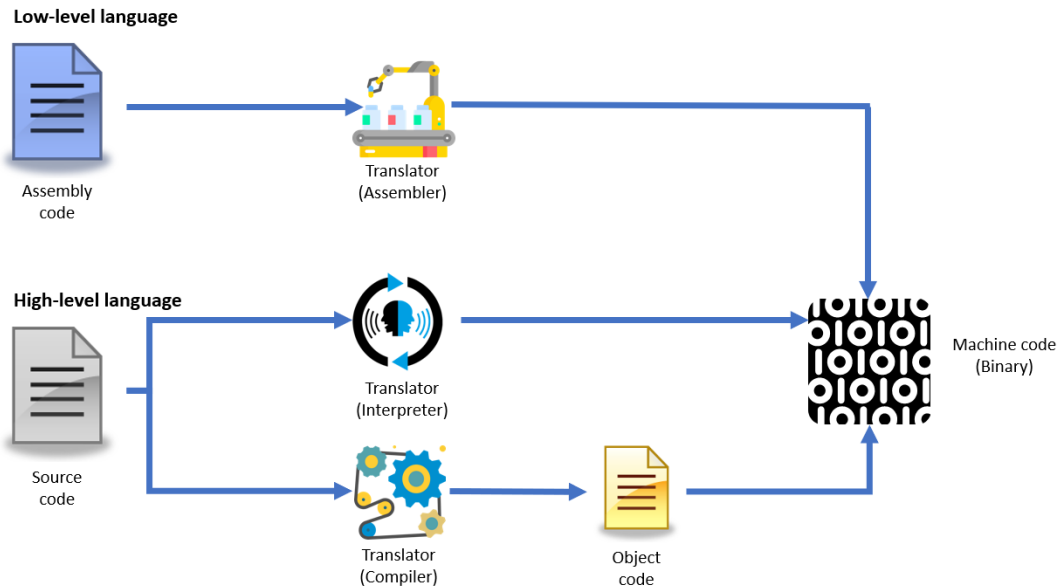 Low-level language
Assembly
code
Translator
(Assembler)
High-level language
Source
code
Translator
(Interpreter)
Translator
(Compiler)
Object
code
Machine code
(Binary)